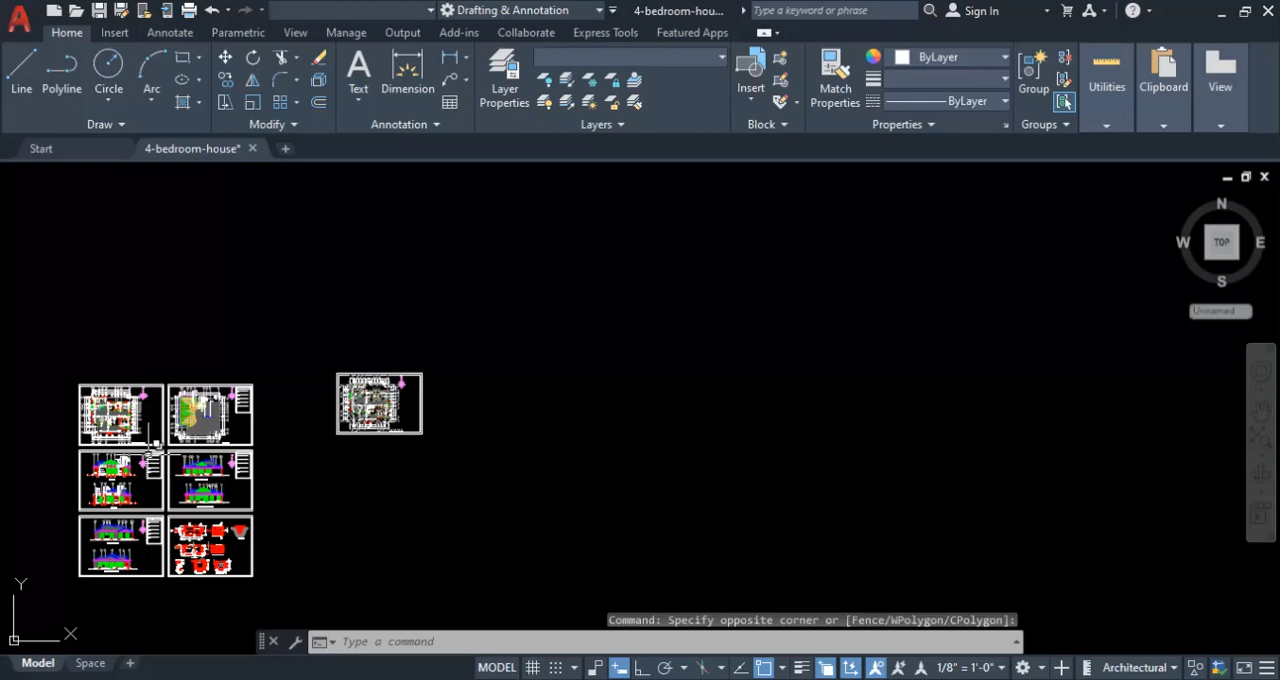 Drafting & Annotation
4-bedroom-hou...
Type a keyword or phrase
Sign In
Home
Insert
Annotate
Parametric
View
Manage
Output
Add-ins
Collaborate
Express Tools
Featured Apps
Line
Polyline
Circle
Arc
Text
Dimension
Layer
Properties
Insert
Match
Properties
ByLayer
ByLayer
Group
Utilities
Clipboard
View
Draw
Modify
Annotation
Layers
Block
Properties
Groups
Start
4-bedroom-house*
N
W
TOP
E
S
Unnamed
Y
X
Command: Specify opposite corner or [Fence/WPolygon/CPolygon]:
Type a command
Model
Space
MODEL
1/8" = 1'-0"
Architectural